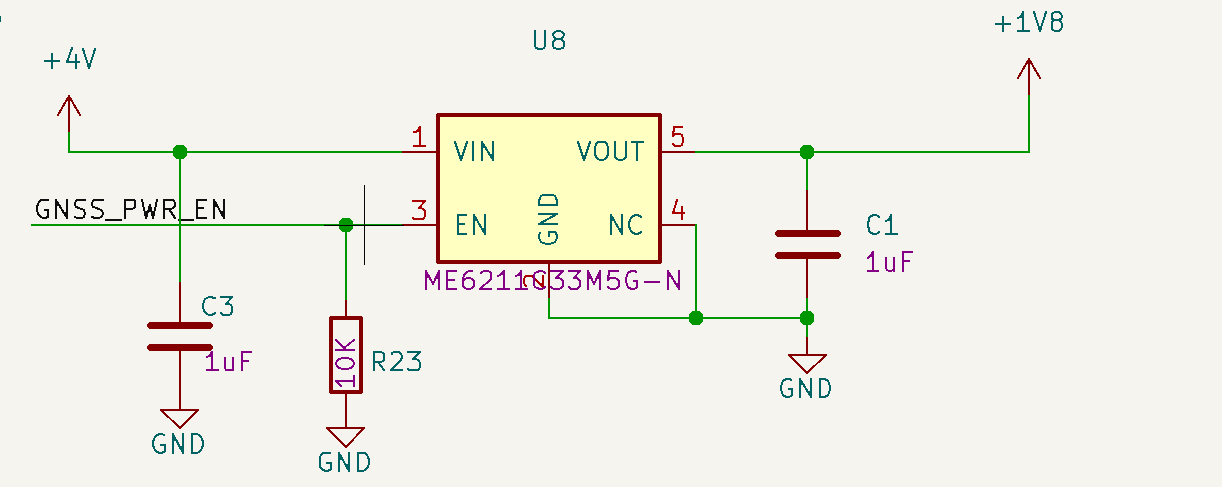 U8
+1V8
+4V
1
VIN
VOUT
5
GNSS_PWR_EN
3
EN
GND
NC
4
2
ME6211C33M5G-N
C1
1uF
C3
1uF
10K
R23
GND
GND
GND